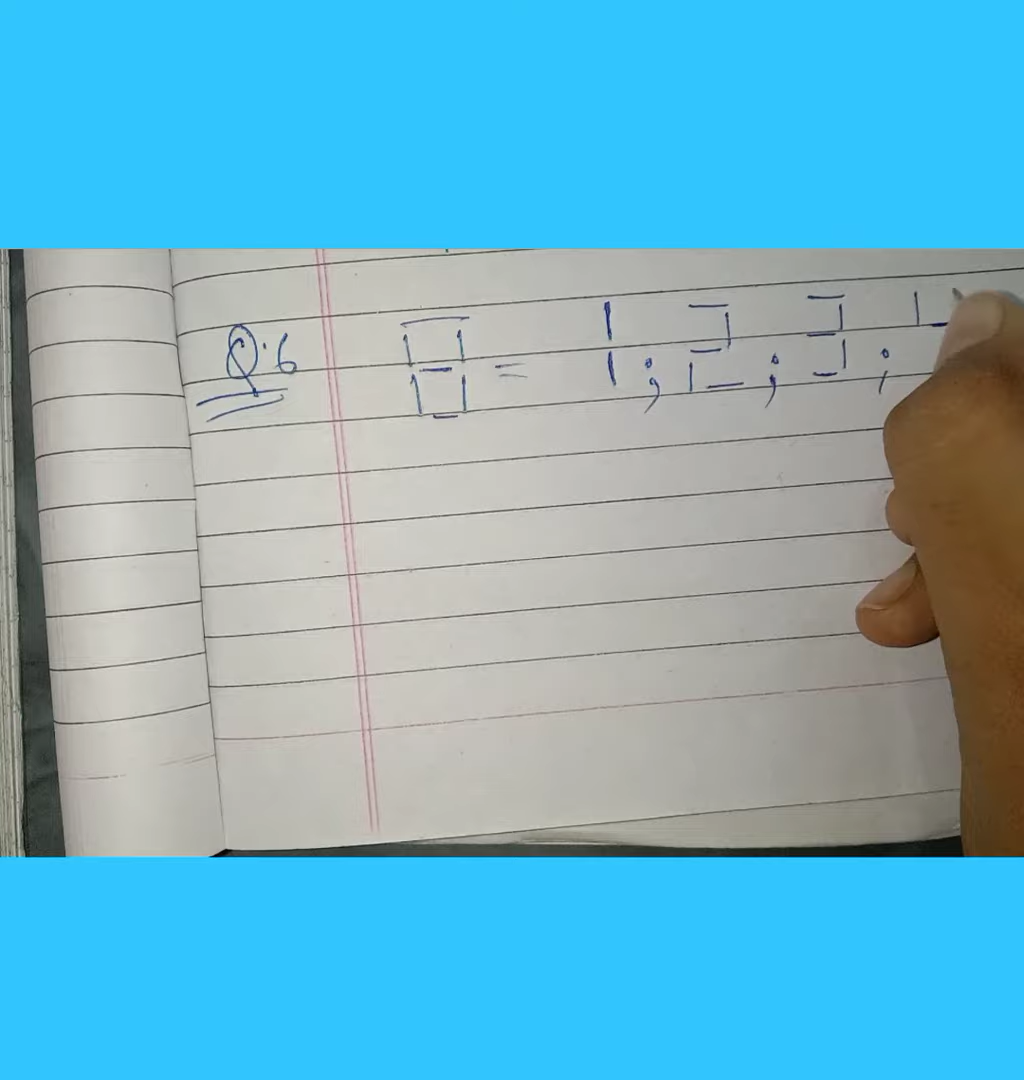 Q.6 8 = 1 ; 2 ; 3 ;